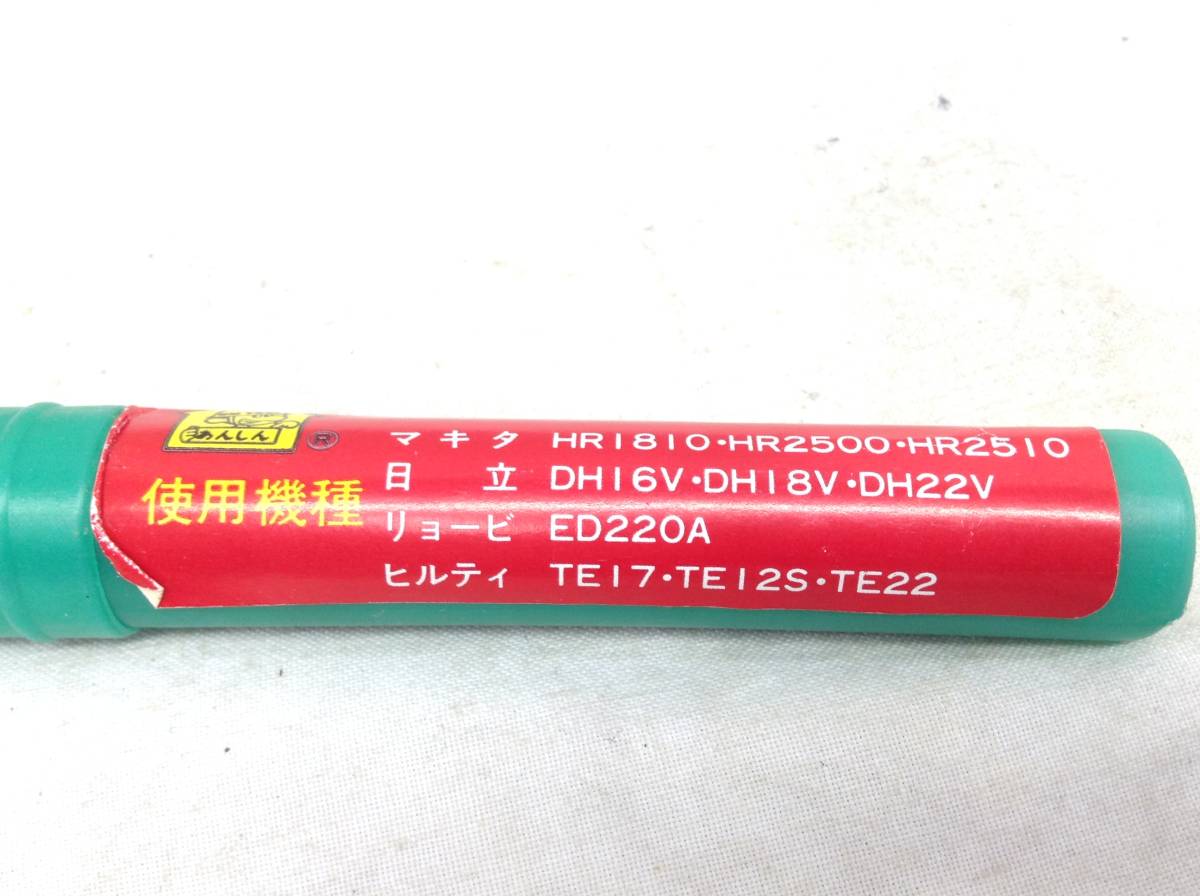 あんしん
®
使用機種
マキタ HR1810・HR2500・HR2510
日立 DH16V・DH18V・DH22V
リョービ ED220A
ヒルティ TE17・TE12S・TE22